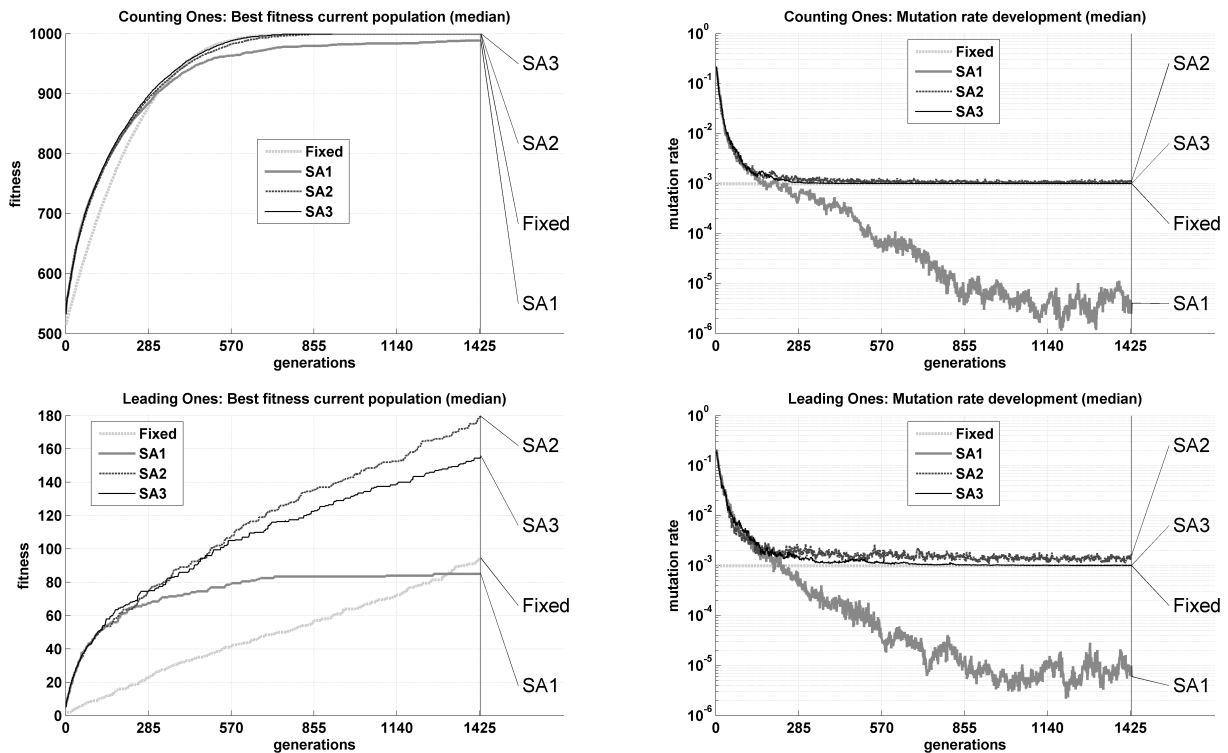 Counting Ones: Best fitness current population (median)
1000
900
800
700
600
500
fitness
0 285 570 855 1140 1425
generations
Fixed
SA1
SA2
SA3
SA3
SA2
Fixed
SA1
Counting Ones: Mutation rate development (median)
10^0
10^-1
10^-2
10^-3
10^-4
10^-5
10^-6
mutation rate
0 285 570 855 1140 1425
generations
Fixed
SA1
SA2
SA3
SA2
SA3
Fixed
SA1
Leading Ones: Best fitness current population (median)
180
160
140
120
100
80
60
40
20
0
fitness
0 285 570 855 1140 1425
generations
Fixed
SA1
SA2
SA3
SA2
SA3
Fixed
SA1
Leading Ones: Mutation rate development (median)
10^0
10^-1
10^-2
10^-3
10^-4
10^-5
10^-6
mutation rate
0 285 570 855 1140 1425
generations
Fixed
SA1
SA2
SA3
SA2
SA3
Fixed
SA1